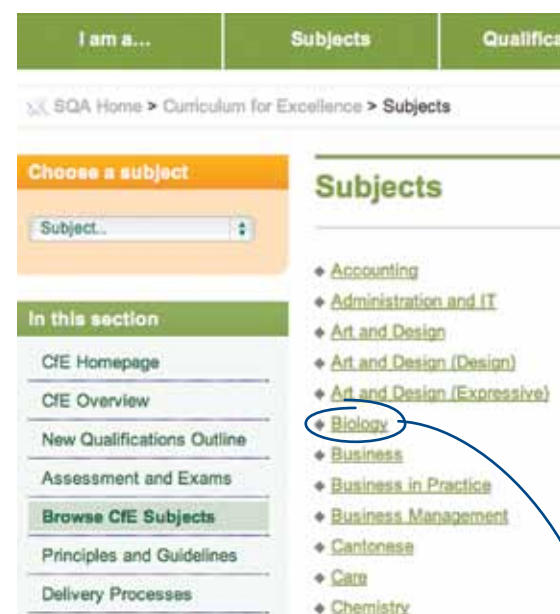 I am a...
Subjects
Qualifica
SQA Home > Curriculum for Excellence > Subjects
Choose a subject
Subject..
In this section
CfE Homepage
CfE Overview
New Qualifications Outline
Assessment and Exams
Browse CfE Subjects
Principles and Guidelines
Delivery Processes
Subjects
Accounting
Administration and IT
Art and Design
Art and Design (Design)
Art and Design (Expressive)
Biology
Business
Business in Practice
Business Management
Cantonese
Care
Chemistry